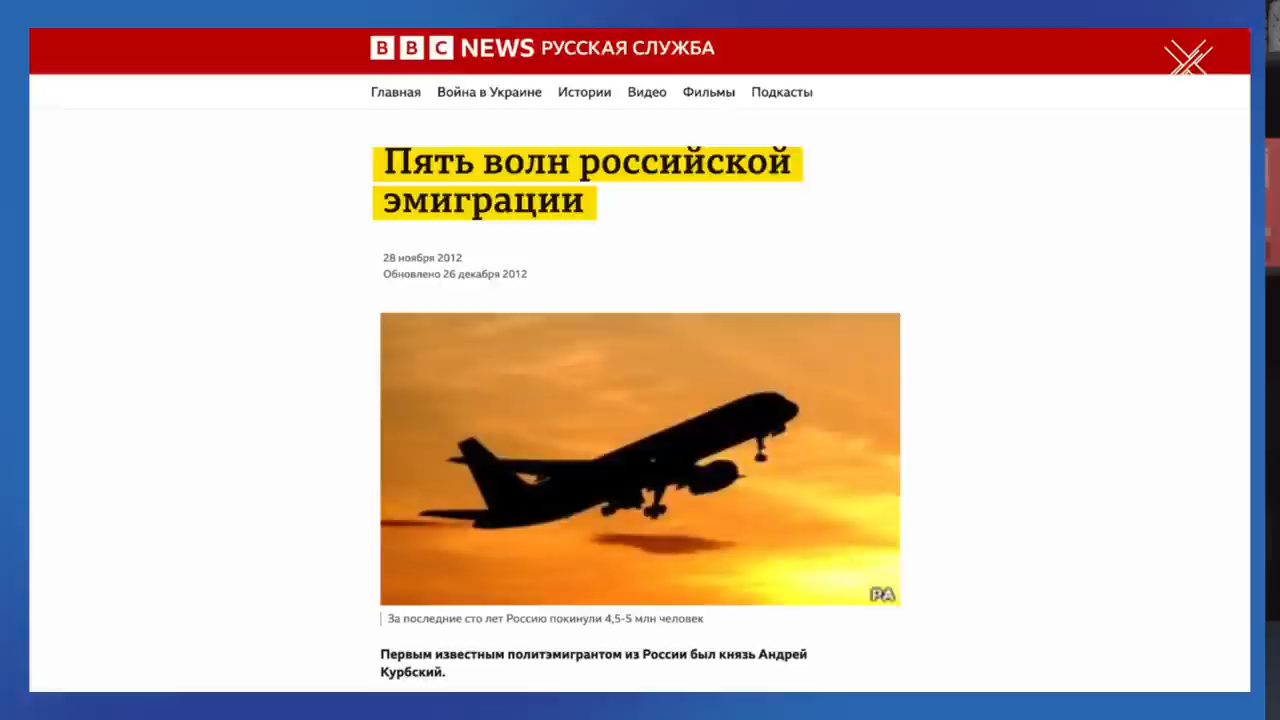 BBC NEWS РУССКАЯ СЛУЖБА
Главная Война в Украине Истории Видео Фильмы Подкасты
Пять волн российской
эмиграции
28 ноября 2012
Обновлено 26 декабря 2012
PA
За последние сто лет Россию покинули 4,5-5 млн человек
Первым известным политэмигрантом из России был князь Андрей
Курбский.